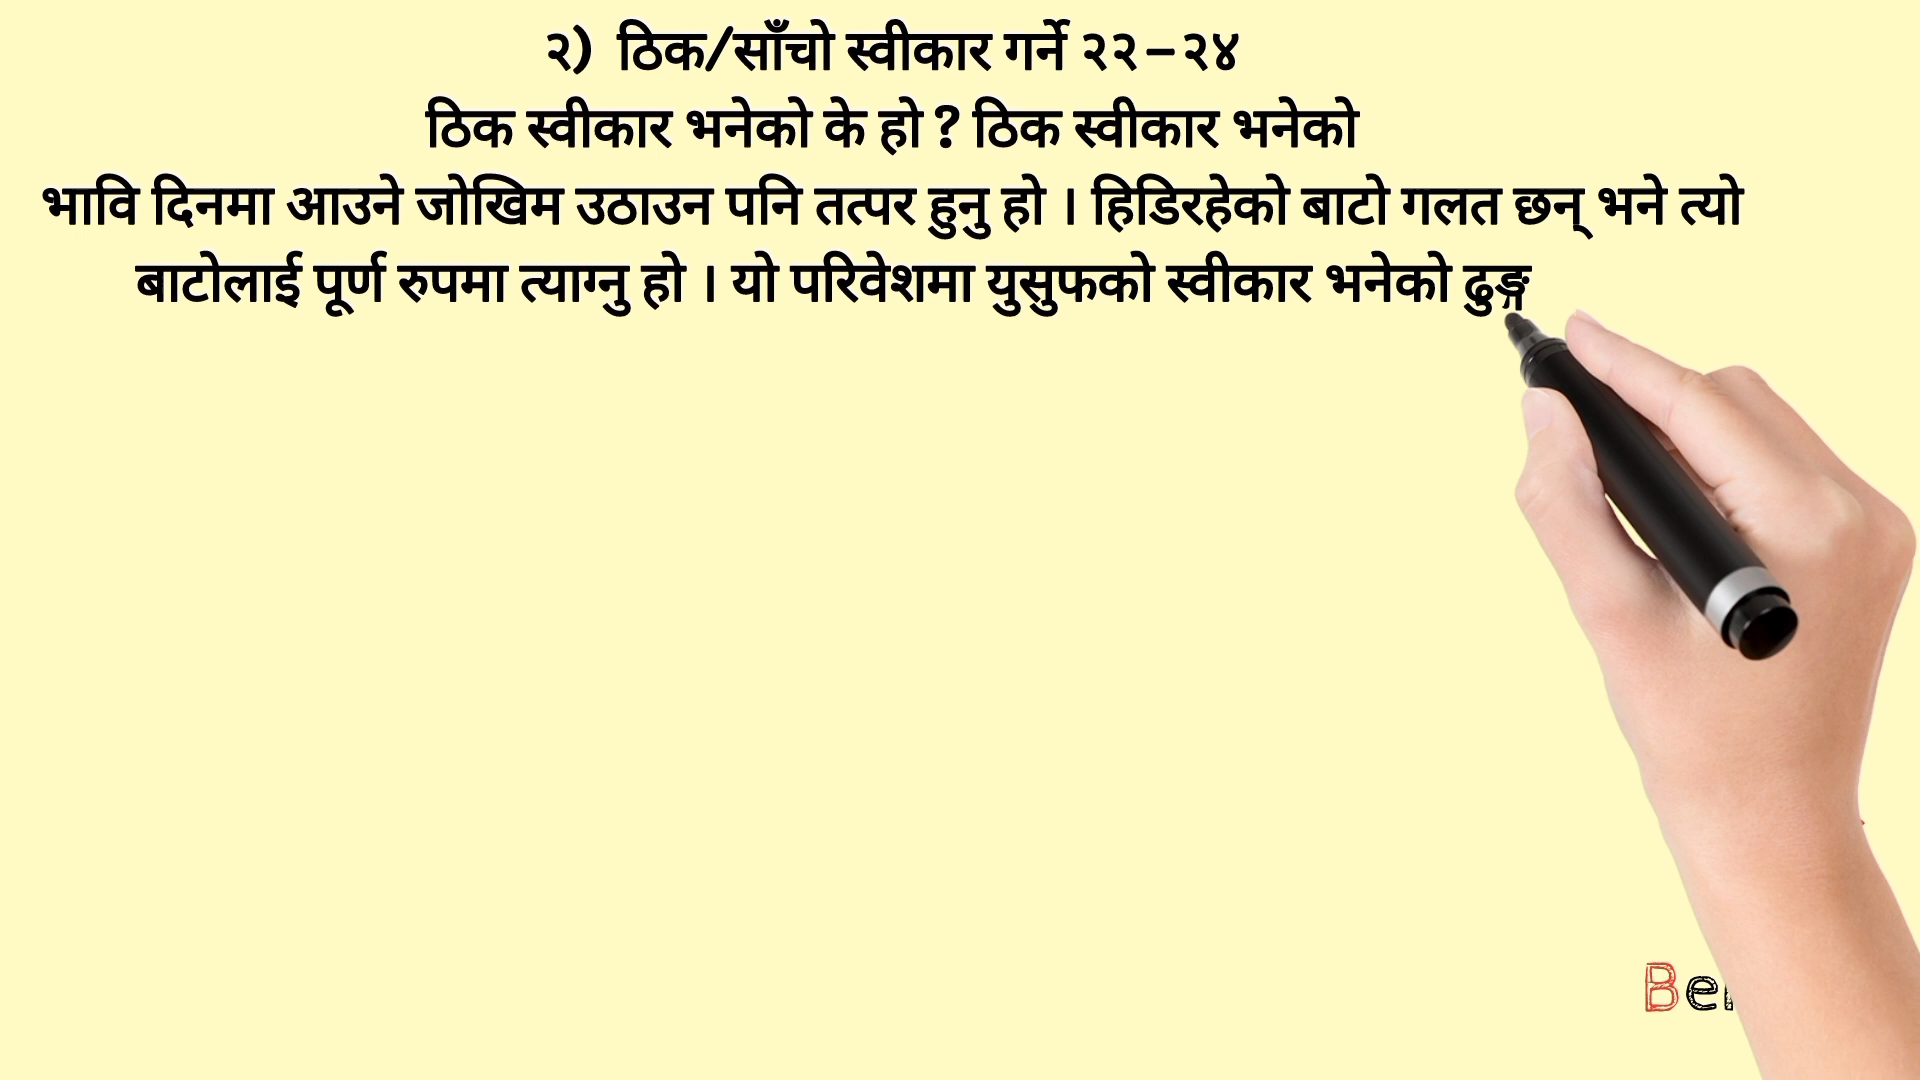 २) ठिक/साँचो स्वीकार गर्ने २२–२४
ठिक स्वीकार भनेको के हो ? ठिक स्वीकार भनेको
भावि दिनमा आउने जोखिम उठाउन पनि तत्पर हुनु हो । हिडिरहेको बाटो गलत छन् भने त्यो
बाटोलाई पूर्ण रुपमा त्याग्नु हो । यो परिवेशमा युसुफको स्वीकार भनेको